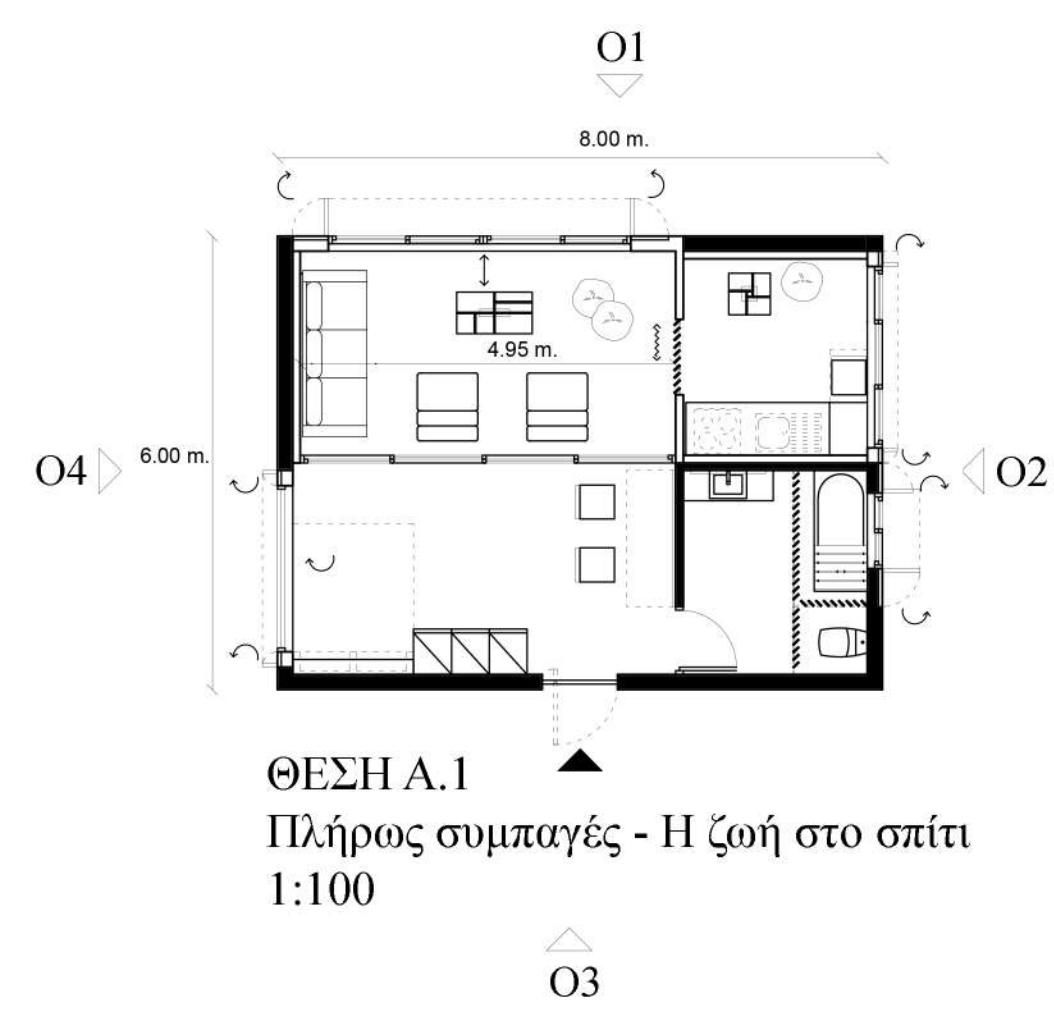 O1
8.00 m.
4.95 m.
6.00 m.
O4
O2
ΘΕΣΗ Α.1
Πλήρως συμπαγές - Η ζωή στο σπίτι
1:100
O3